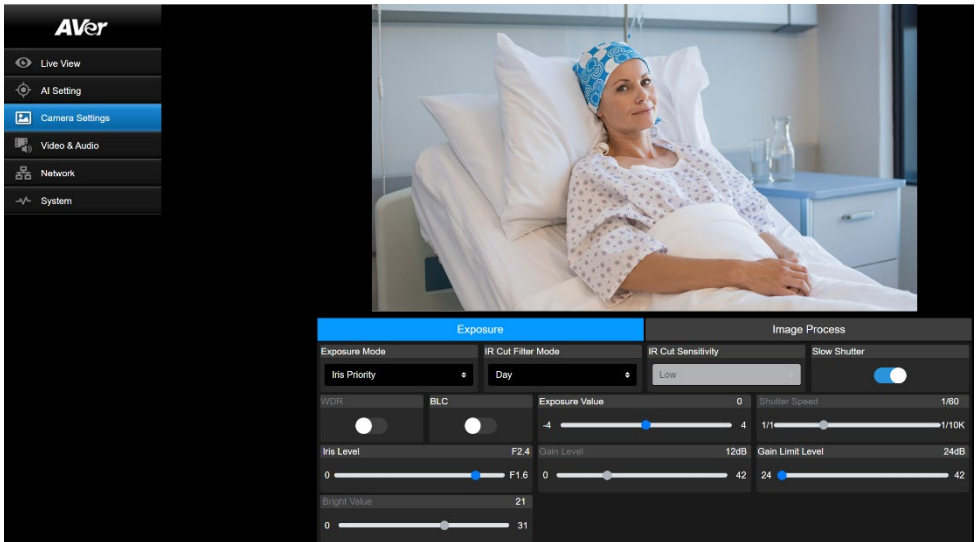 AVer
Live View
AI Setting
Camera Settings
Video & Audio
Network
System
Exposure Image Process
Exposure Mode IR Cut Filter Mode IR Cut Sensitivity Slow Shutter
Iris Priority Day Low
WDR BLC Exposure Value 0 Shutter Speed 1/60
-4 4 1/1 1/10K
Iris Level F2.4 Gain Level 12dB Gain Limit Level 24dB
0 F1.6 0 42 24 42
Bright Value 21
0 31